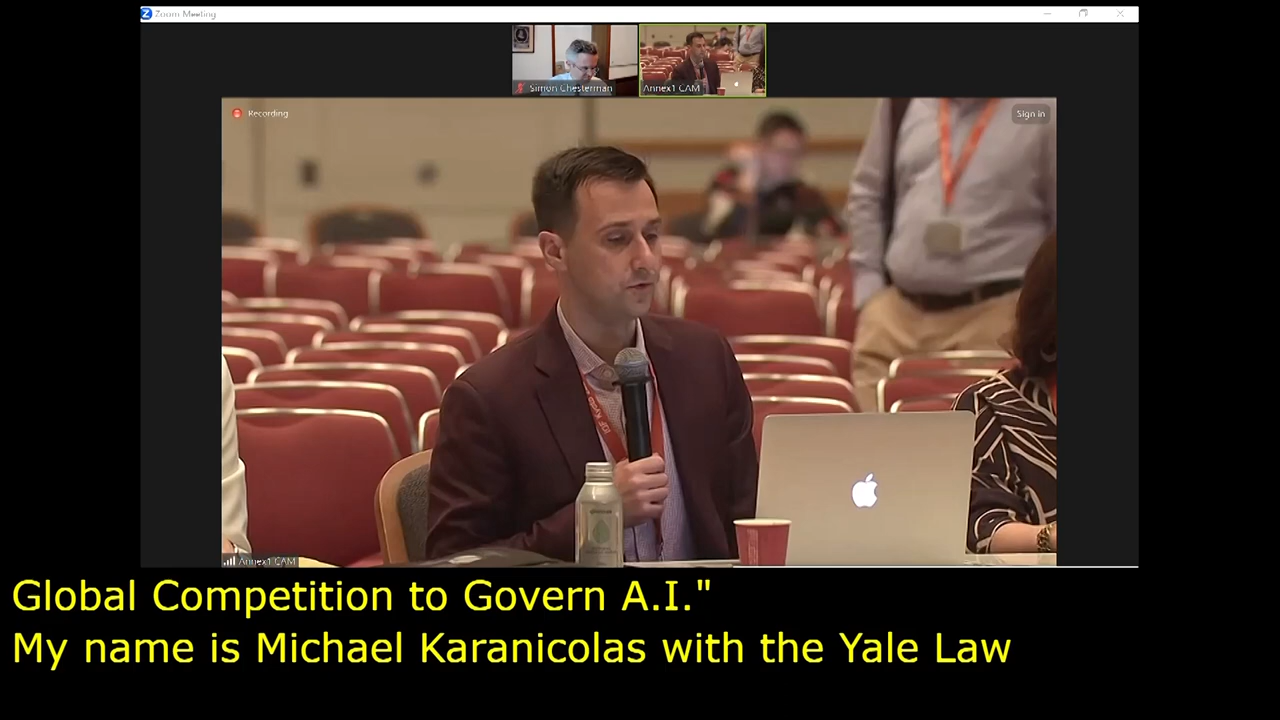 Zoom Meeting
Simon Chesterman
Annex1 CAM
Recording
Sign in
Annex1 CAM
Global Competition to Govern A.I."
My name is Michael Karanicolas with the Yale Law